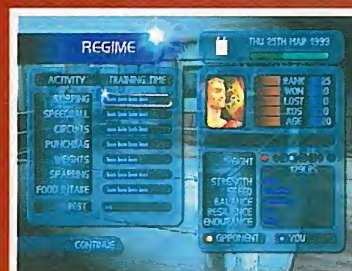 REGIME
THU 25TH MAR 1993
ACTIVITY TRAINING TIME
SKIPPING
SPEEDBALL
CIRCUITS
PUNCHBAG
WEIGHTS
SPARRING
FOOD INTAKE
REST
CONTINUE
RANK 25
WON 0
LOST 0
KOS 0
AGE 20
WEIGHT
STRENGTH
SPEED
BALANCE
RESILIENCE
ENDURANCE
OPPONENT YOU